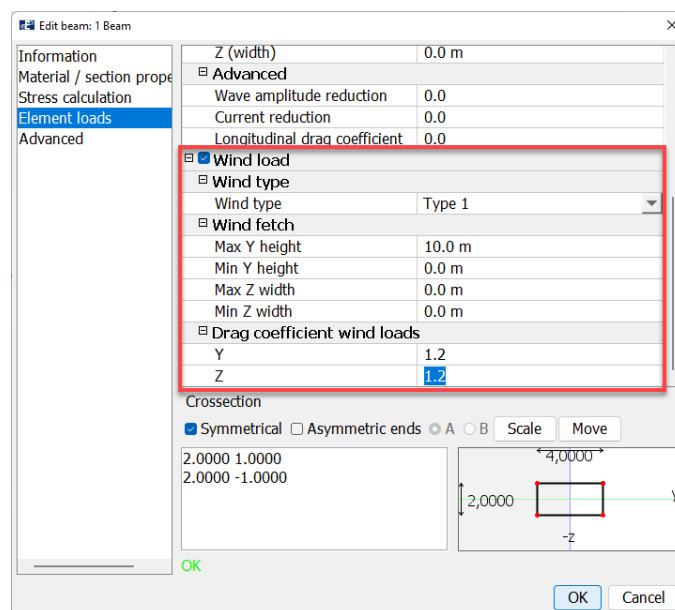 Edit beam: 1 Beam
Information
Material / section prope
Stress calculation
Element loads
Advanced
Z (width) 0.0 m
Advanced
Wave amplitude reduction 0.0
Current reduction 0.0
Longitudinal drag coefficient 0.0
Wind load
Wind type
Wind type Type 1
Wind fetch
Max Y height 10.0 m
Min Y height 0.0 m
Max Z width 0.0 m
Min Z width 0.0 m
Drag coefficient wind loads
Y 1.2
Z 1.2
Crossection
Symmetrical Asymmetric ends A B Scale Move
2.0000 1.0000
2.0000 -1.0000
4,0000
2,0000
y
-z
OK
OK Cancel